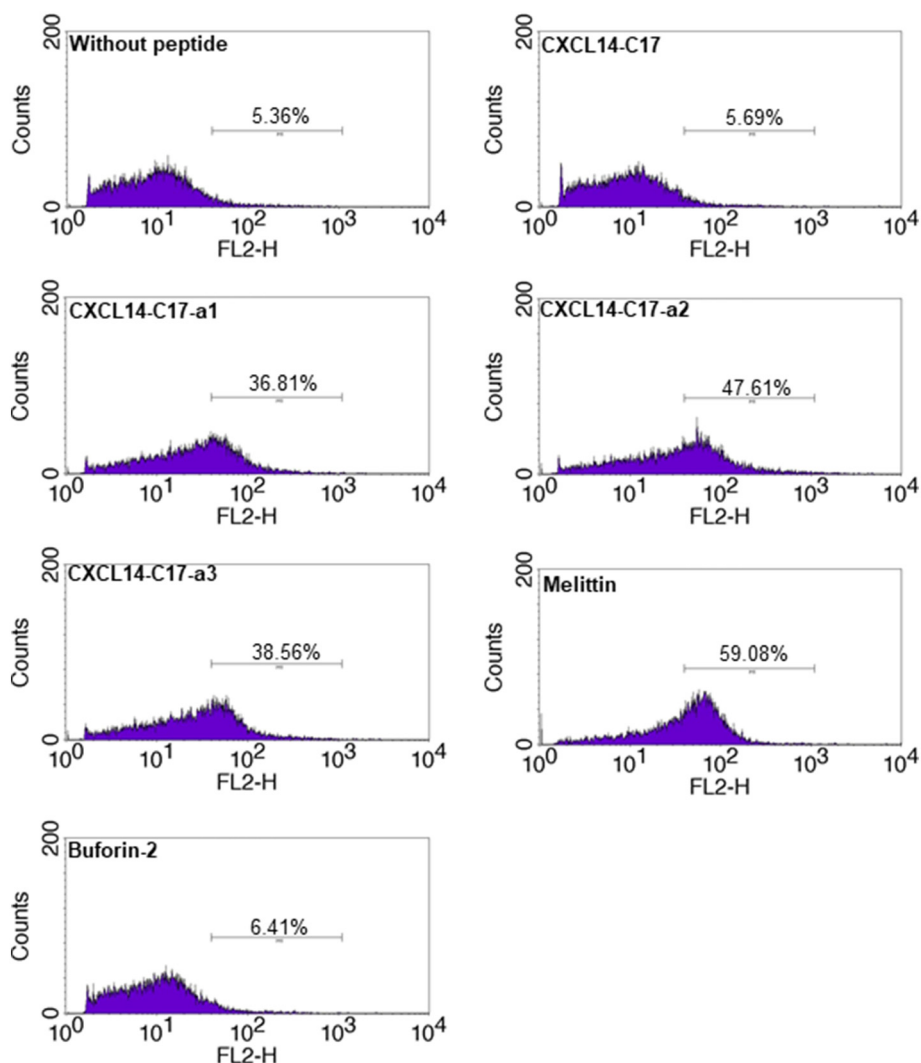 200
Without peptide
Counts
5.36%
0
10^0 10^1 10^2 10^3 10^4
FL2-H
200
CXCL14-C17
Counts
5.69%
0
10^0 10^1 10^2 10^3 10^4
FL2-H
200
CXCL14-C17-a1
Counts
36.81%
0
10^0 10^1 10^2 10^3 10^4
FL2-H
200
CXCL14-C17-a2
Counts
47.61%
0
10^0 10^1 10^2 10^3 10^4
FL2-H
200
CXCL14-C17-a3
Counts
38.56%
0
10^0 10^1 10^2 10^3 10^4
FL2-H
200
Melittin
Counts
59.08%
0
10^0 10^1 10^2 10^3 10^4
FL2-H
200
Buforin-2
Counts
6.41%
0
10^0 10^1 10^2 10^3 10^4
FL2-H